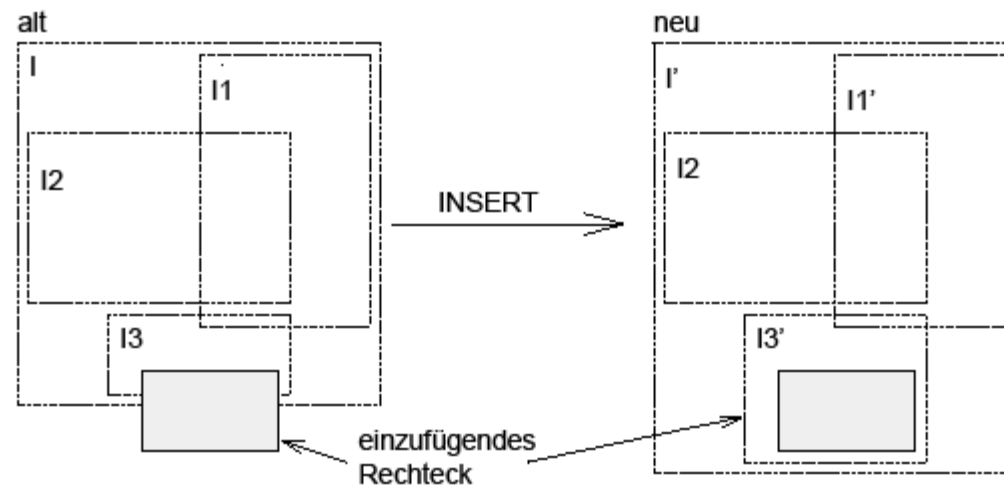 alt
I
I1
I2
I3
INSERT
neu
I'
I1'
I2
I3'
einzufügendes
Rechteck